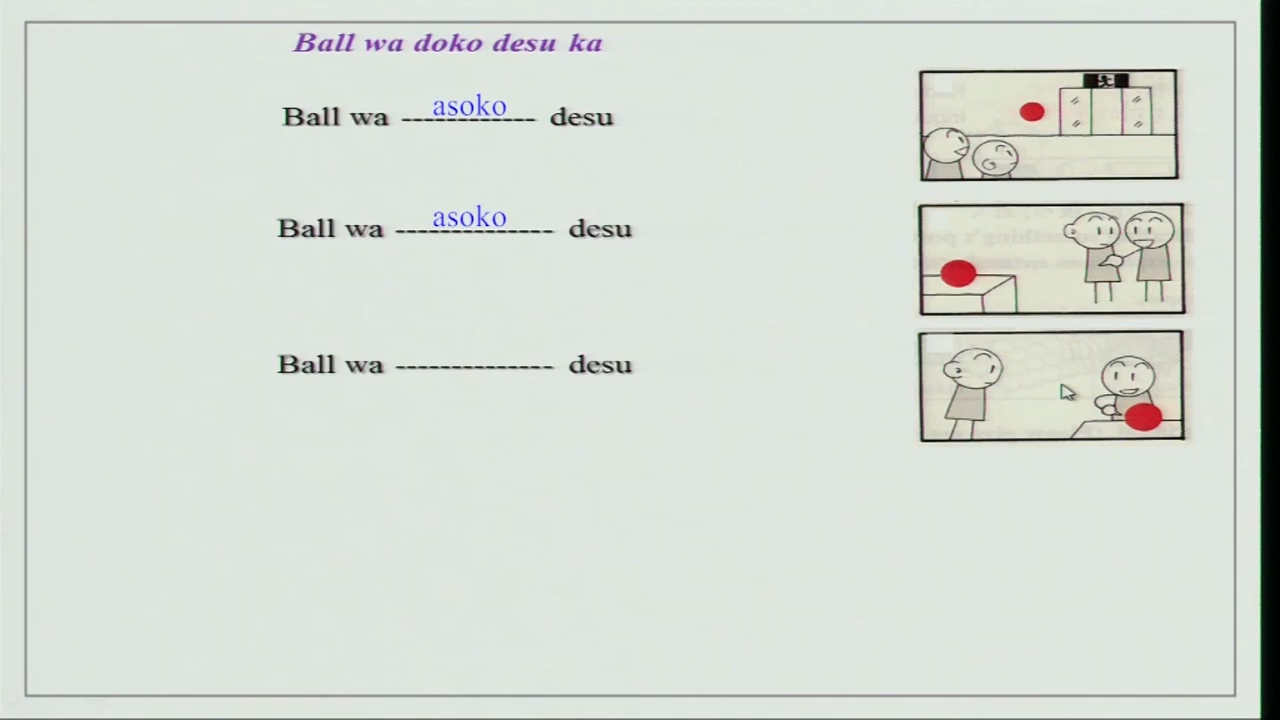 Ball wa doko desu ka
Ball wa ------------ desu
asoko
Ball wa -------------- desu
asoko
Ball wa -------------- desu